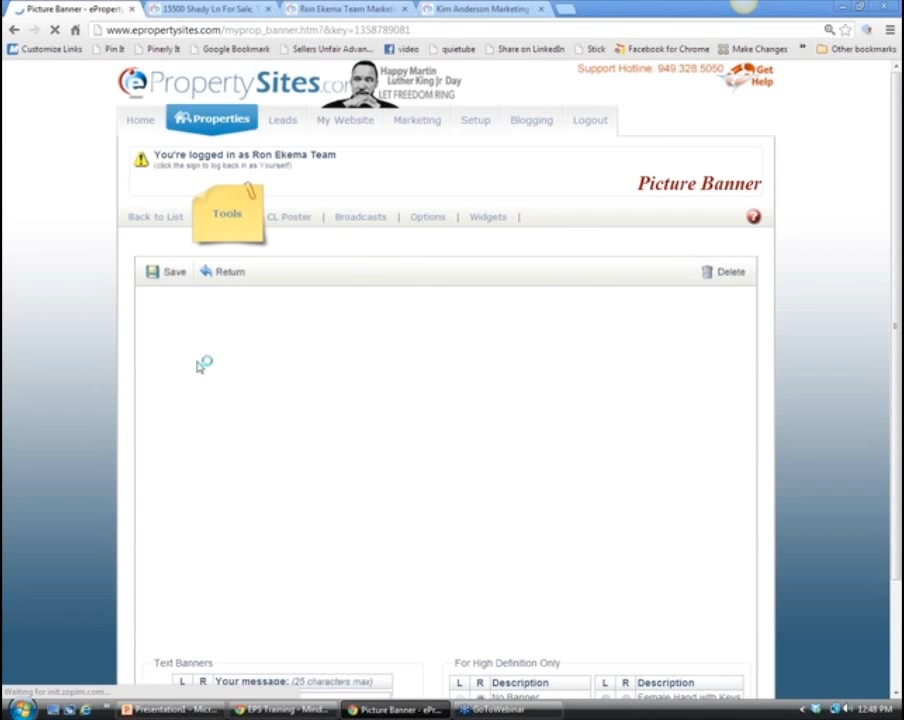 Picture Banner - ePropert
15500 Shady Ln For Sale, T
Ron Ekema Team Market
Kim Anderson Marketing
www.epropertysites.com/myprop_banner.htm?&key=1358789081
Customize Links
Pin It
Pinerly It
Google Bookmark
Sellers Unfair Advan...
video
quietube
Share on LinkedIn
Stick
Facebook for Chrome
Make Changes
»
Other bookmarks
ePropertySites.com
Happy Martin
Luther King Jr Day
LET FREEDOM RING
Support Hotline: 949.328.5050
Get
Help
Home
Properties
Leads
My Website
Marketing
Setup
Blogging
Logout
You're logged in as Ron Ekema Team
(click the sign to log back in as Yourself)
Picture Banner
Back to List
Tools
CL Poster | Broadcasts | Options | Widgets |
?
Save
Return
Delete
Text Banners
For High Definition Only
L R Your message: (25 characters max)
L R Description
L R Description
No Banner
Female Hand with Keys
Waiting for init.zopim.com...
Presentation1 - Micr...
EPS Training - Mind...
Picture Banner - ePr...
GoToWebinar
12:48 PM